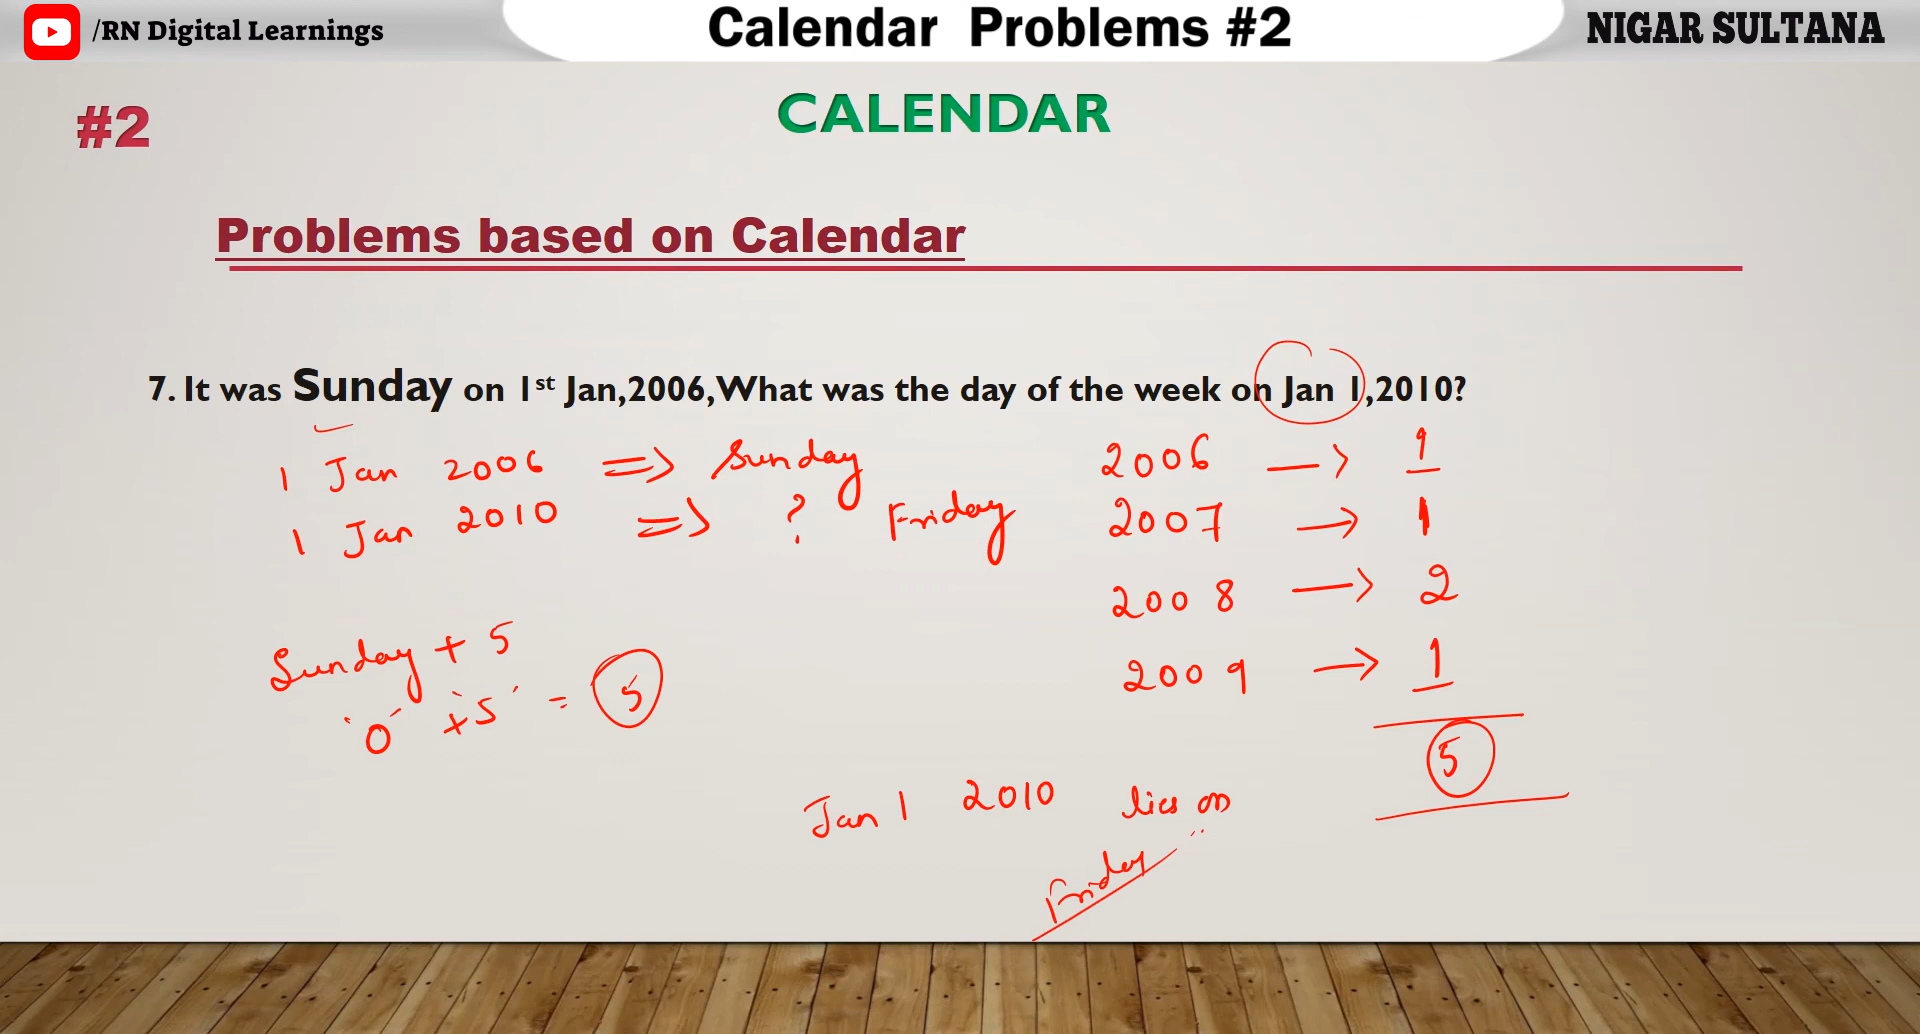 /RN Digital Learnings
Calendar Problems #2
NIGAR SULTANA
#2
CALENDAR
Problems based on Calendar
7. It was Sunday on 1st Jan,2006,What was the day of the week on Jan 1,2010?
1 Jan 2006 => Sunday
1 Jan 2010 => ? Friday
2006 → 1
2007 → 1
2008 → 2
2009 → 1
5
Sunday + 5
0 + 5 = 5
Jan 1 2010 lies on
Friday